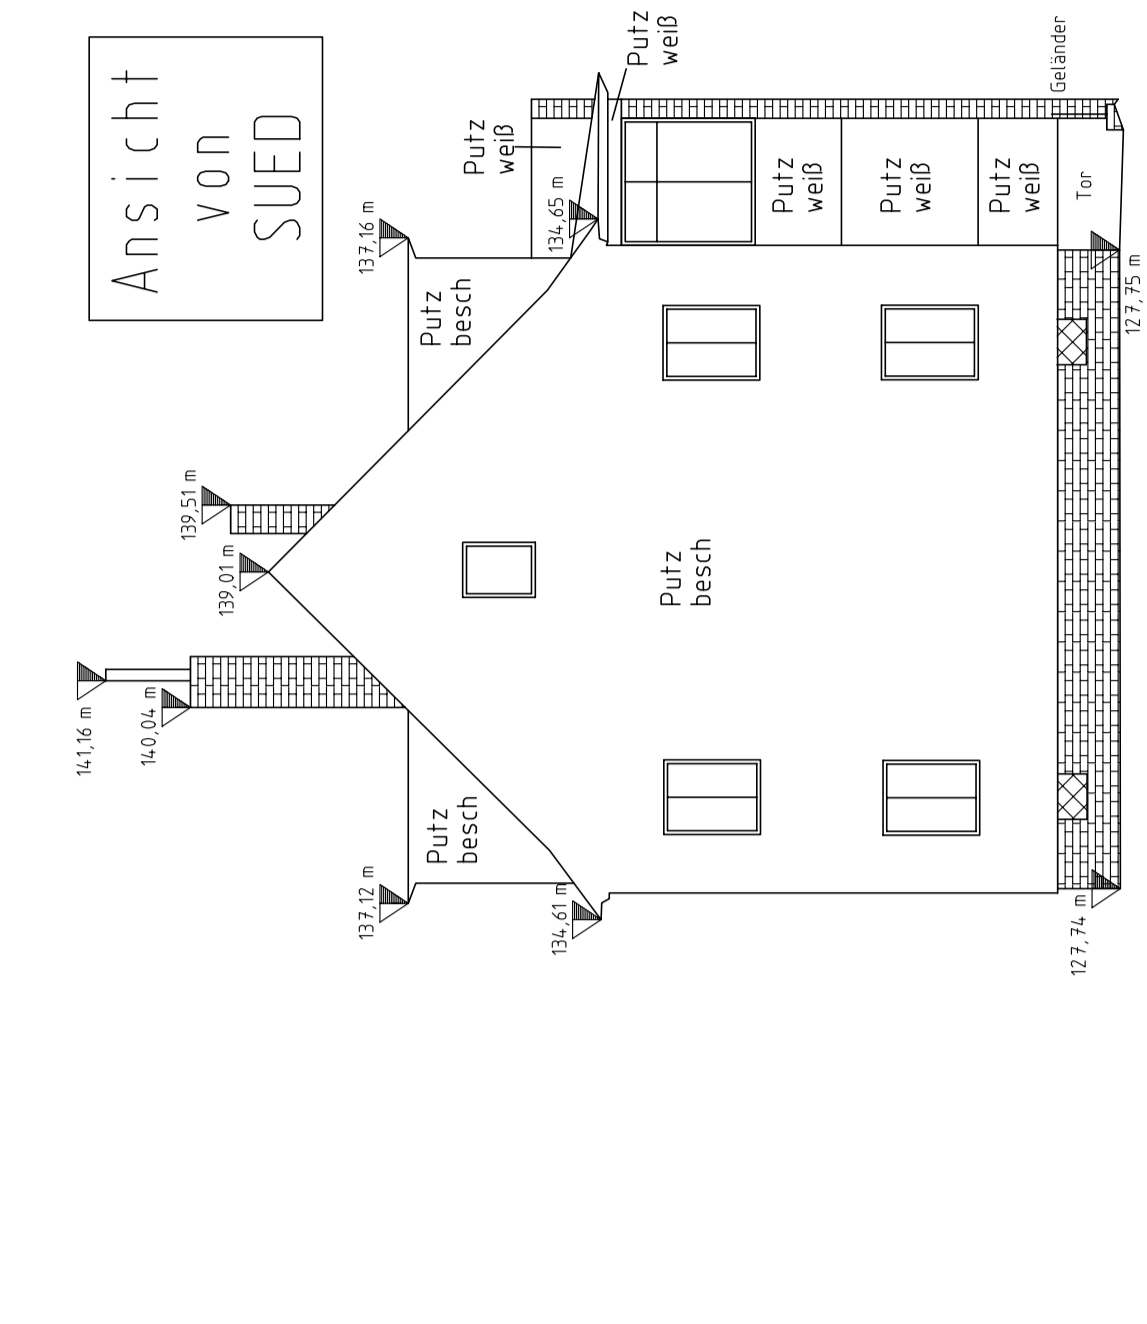 Ansicht
von
SUED
141,16 m
140,04 m
139,01 m
139,51 m
137,12 m
137,16 m
Putz
besch
Putz
besch
Putz
weiß
Putz
weiß
134,61 m
134,65 m
Putz
besch
Putz
weiß
Putz
weiß
Putz
weiß
Geländer
Tor
127,74 m
127,75 m